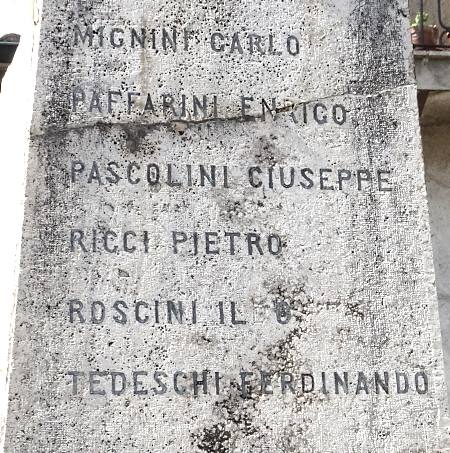 MIGNINI CARLO
PAFFARINI ENRICO
PASCOLINI GIUSEPPE
RICCI PIETRO
ROSCINI
TEDESCHI FERDINANDO